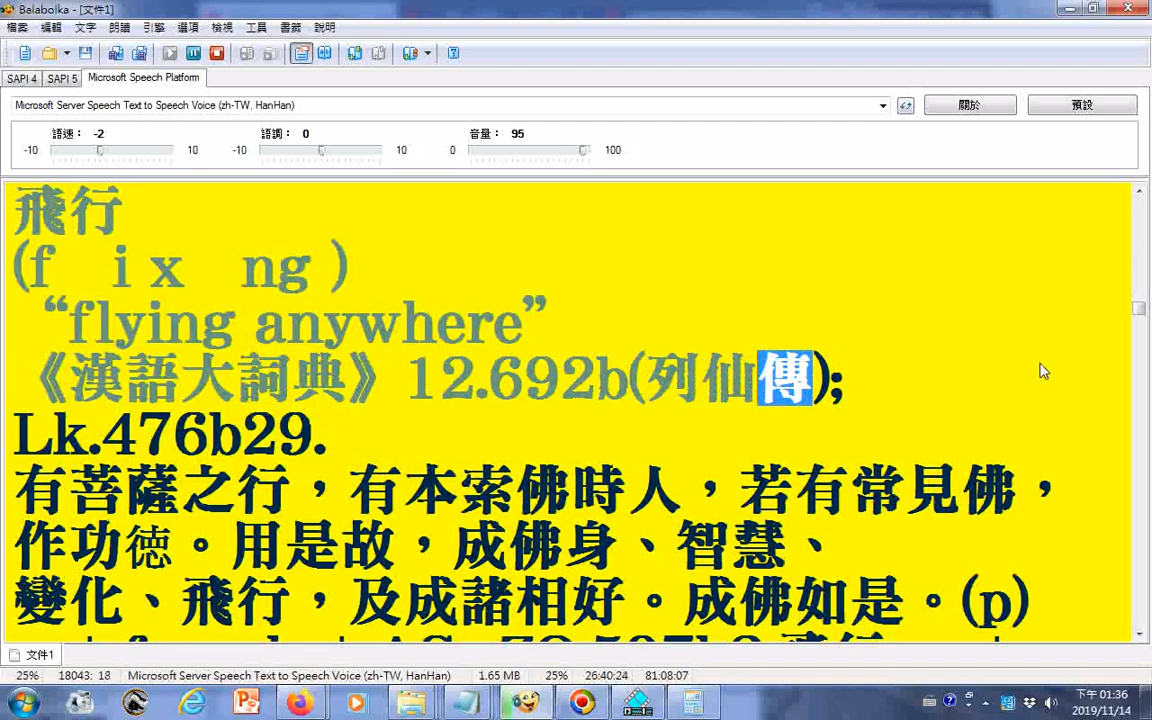 Balabolka - [文件1]
檔案 編輯 文字 朗讀 引擎 選項 檢視 工具 書籤 說明
SAPI 4 SAPI 5 Microsoft Speech Platform
Microsoft Server Speech Text to Speech Voice (zh-TW, HanHan) 關於 預設
語速： -2 語調： 0 音量： 95
-10 10 -10 10 0 100
飛行
(f i x ng )
“flying anywhere”
《漢語大詞典》12.692b(列仙傳);
Lk.476b29.
有菩薩之行，有本索佛時人，若有常見佛，
作功徳。用是故，成佛身、智慧、
變化、飛行，及成諸相好。成佛如是。(p)
文件1
25% 18043: 18 Microsoft Server Speech Text to Speech Voice (zh-TW, HanHan) 1.65 MB 25% 26:40:24 81:08:07
下午 01:36
2019/11/14